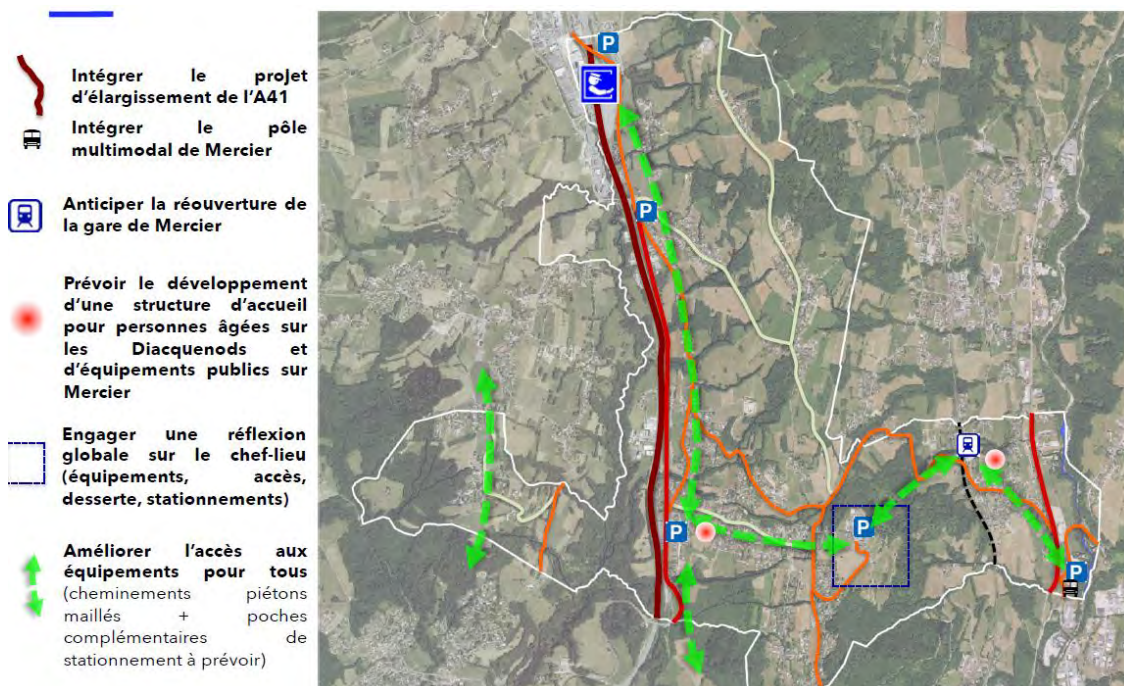 Intégrer le projet
d'élargissement de l'A41
Intégrer le pôle
multimodal de Mercier
Anticiper la réouverture de
la gare de Mercier
Prévoir le développement
d'une structure d'accueil
pour personnes âgées sur
les Diacquenods et
d'équipements publics sur
Mercier
Engager une réflexion
globale sur le chef-lieu
(équipements, accès,
desserte, stationnements)
Améliorer l'accès aux
équipements pour tous
(cheminements piétons
maillés + poches
complémentaires de
stationnement à prévoir)
P
P
P
P
P